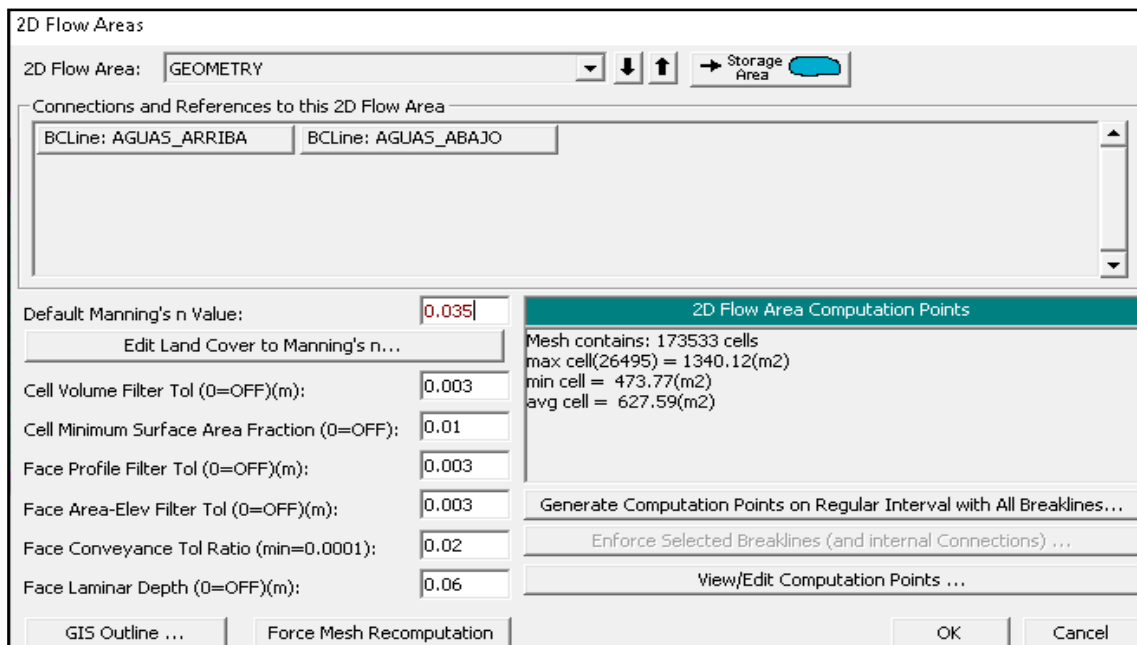 2D Flow Areas
2D Flow Area: GEOMETRY
Storage Area
Connections and References to this 2D Flow Area
BCLine: AGUAS_ARRIBA BCLine: AGUAS_ABAJO
Default Manning's n Value: 0.035
Edit Land Cover to Manning's n...
Cell Volume Filter Tol (0=OFF)(m): 0.003
Cell Minimum Surface Area Fraction (0=OFF): 0.01
Face Profile Filter Tol (0=OFF)(m): 0.003
Face Area-Elev Filter Tol (0=OFF)(m): 0.003
Face Conveyance Tol Ratio (min=0.0001): 0.02
Face Laminar Depth (0=OFF)(m): 0.06
2D Flow Area Computation Points
Mesh contains: 173533 cells
max cell(26495) = 1340.12(m2)
min cell = 473.77(m2)
avg cell = 627.59(m2)
Generate Computation Points on Regular Interval with All Breaklines...
Enforce Selected Breaklines (and internal Connections) ...
View/Edit Computation Points ...
GIS Outline ... Force Mesh Recomputation OK Cancel